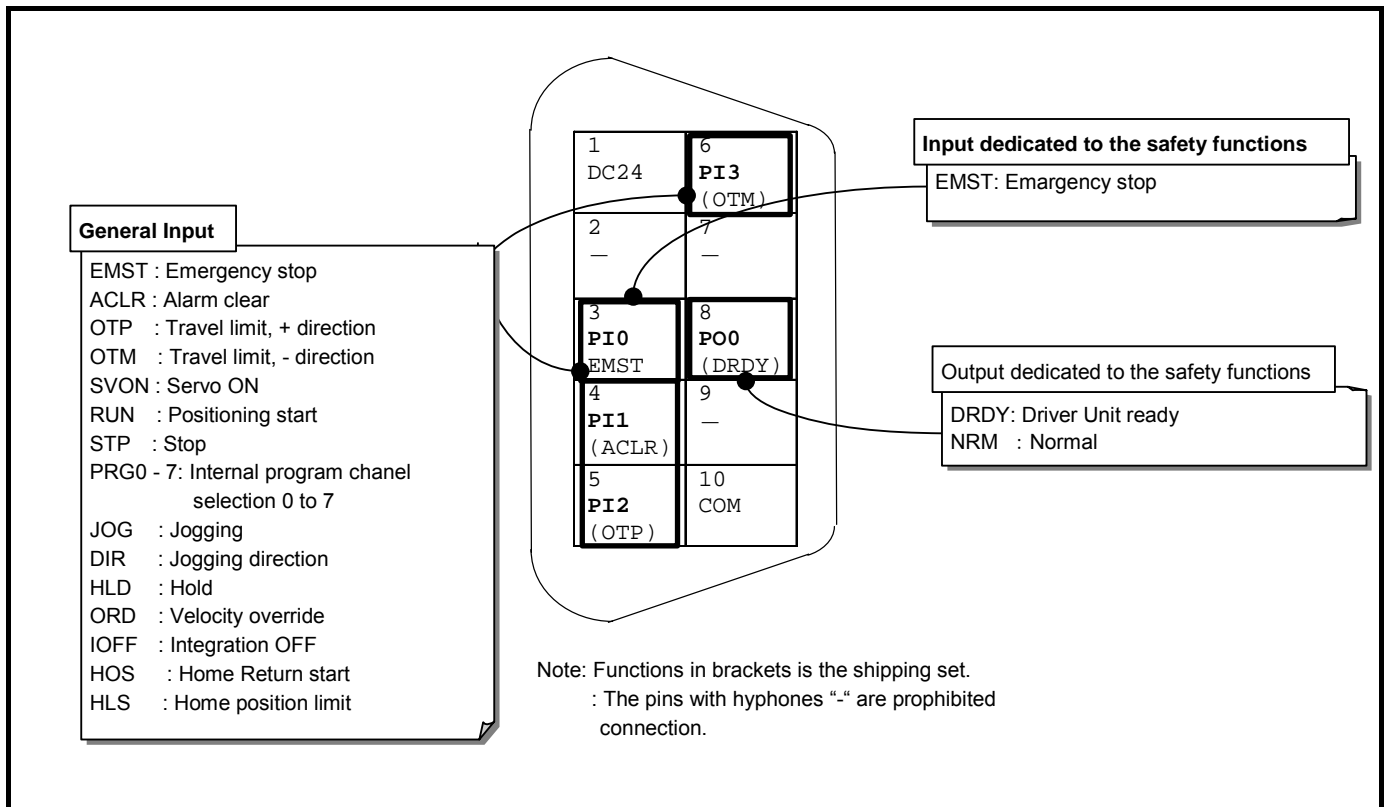 General Input
EMST : Emergency stop
ACLR : Alarm clear
OTP : Travel limit, + direction
OTM : Travel limit, - direction
SVON : Servo ON
RUN : Positioning start
STP : Stop
PRG0 - 7: Internal program chanel
selection 0 to 7
JOG : Jogging
DIR : Jogging direction
HLD : Hold
ORD : Velocity override
IOFF : Integration OFF
HOS : Home Return start
HLS : Home position limit
1
DC24
2
—
3
PI0
EMST
4
PI1
(ACLR)
5
PI2
(OTP)
6
PI3
(OTM)
7
—
8
PO0
(DRDY)
9
—
10
COM
Input dedicated to the safety functions
EMST: Emargency stop
Output dedicated to the safety functions
DRDY: Driver Unit ready
NRM : Normal
Note: Functions in brackets is the shipping set.
: The pins with hyphones “-“ are prophibited
connection.